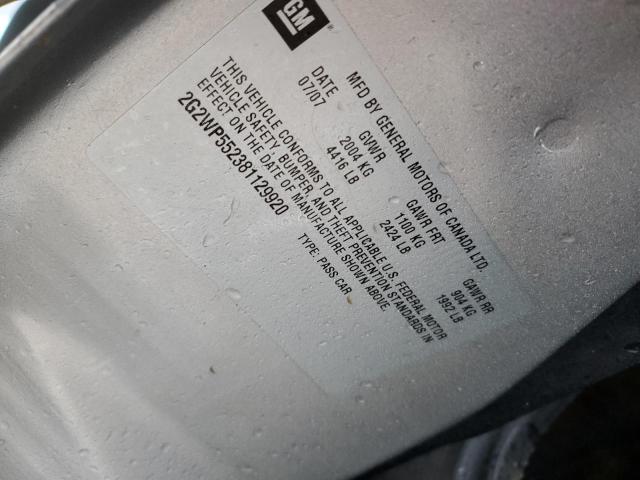 GM
MFD BY GENERAL MOTORS OF CANADA LTD.
DATE GVWR GAWR FRT GAWR RR
07/07 2004 KG 1100 KG 904 KG
4416 LB 2424 LB 1992 LB
THIS VEHICLE CONFORMS TO ALL APPLICABLE U.S. FEDERAL MOTOR
VEHICLE SAFETY, BUMPER, AND THEFT PREVENTION STANDARDS IN
EFFECT ON THE DATE OF MANUFACTURE SHOWN ABOVE.
2G2WP552381129920 TYPE: PASS CAR